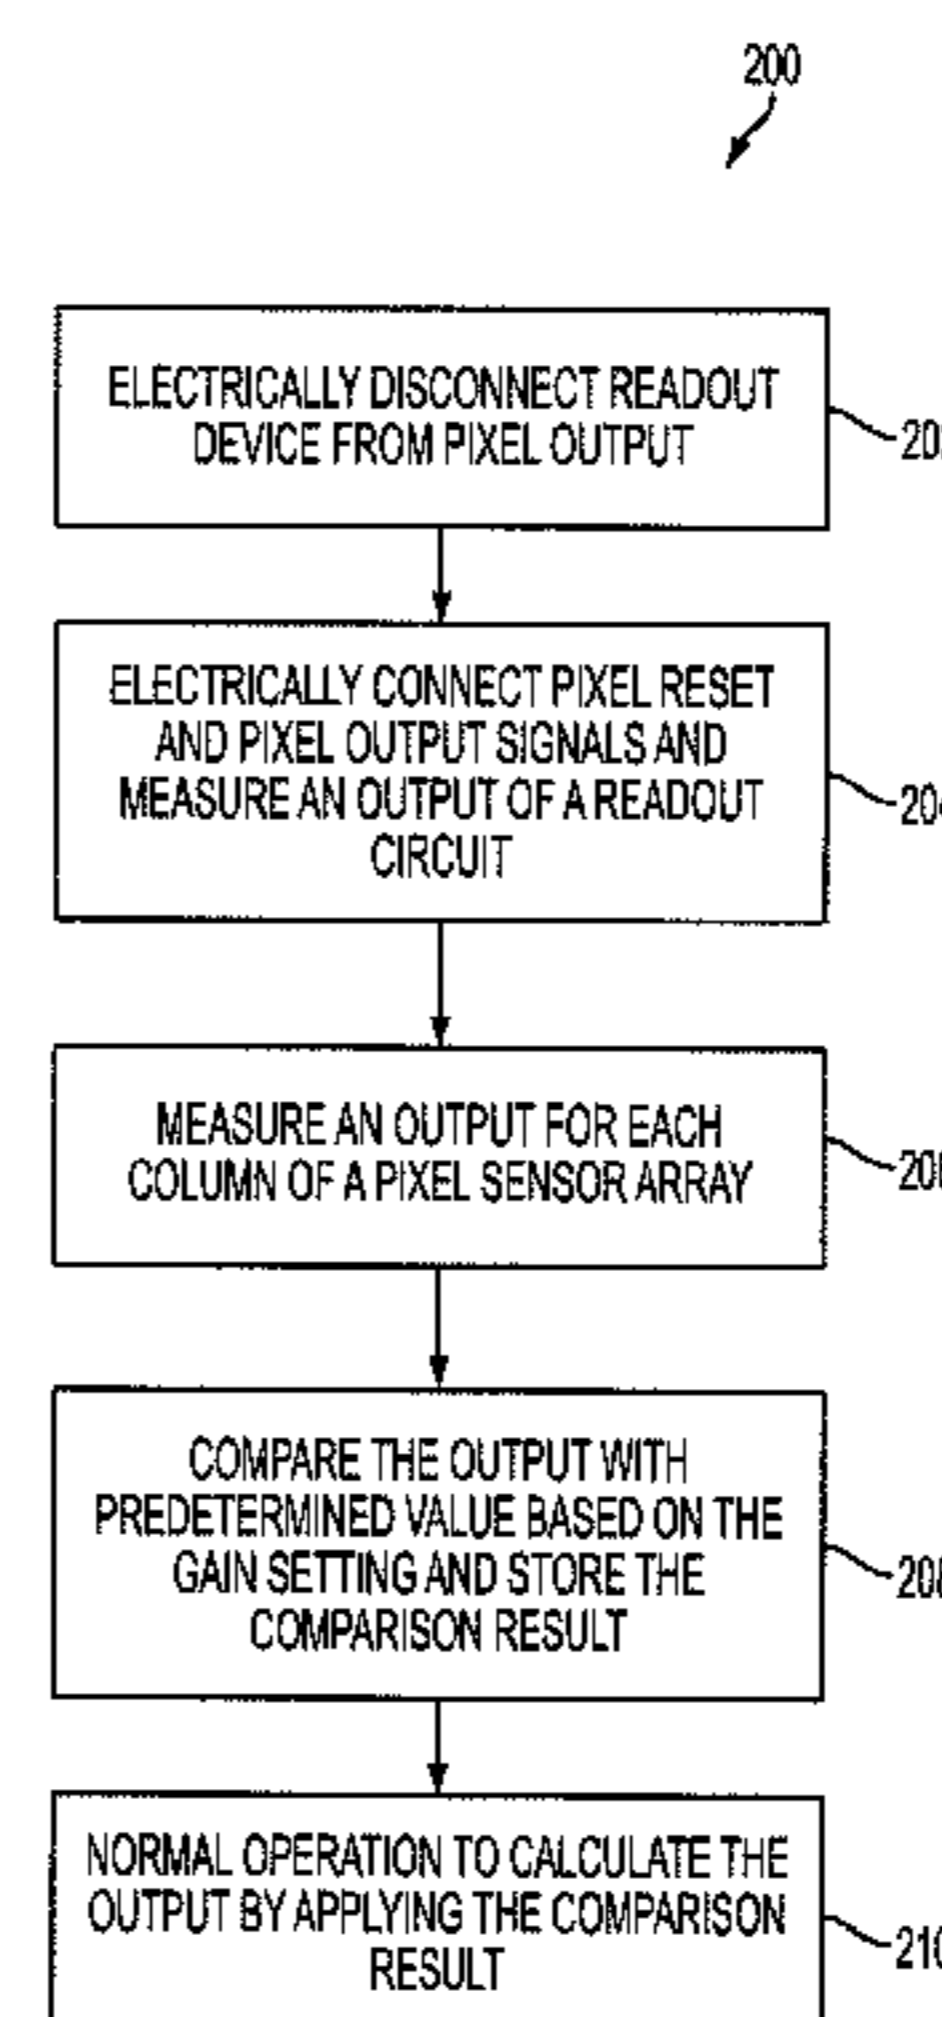 200
ELECTRICALLY DISCONNECT READOUT
DEVICE FROM PIXEL OUTPUT
ELECTRICALLY CONNECT PIXEL RESET
AND PIXEL OUTPUT SIGNALS AND
MEASURE AN OUTPUT OF A READOUT
CIRCUIT
MEASURE AN OUTPUT FOR EACH
COLUMN OF A PIXEL SENSOR ARRAY
COMPARE THE OUTPUT WITH
PREDETERMINED VALUE BASED ON THE
GAIN SETTING AND STORE THE
COMPARISON RESULT
NORMAL OPERATION TO CALCULATE THE
OUTPUT BY APPLYING THE COMPARISON
RESULT
210